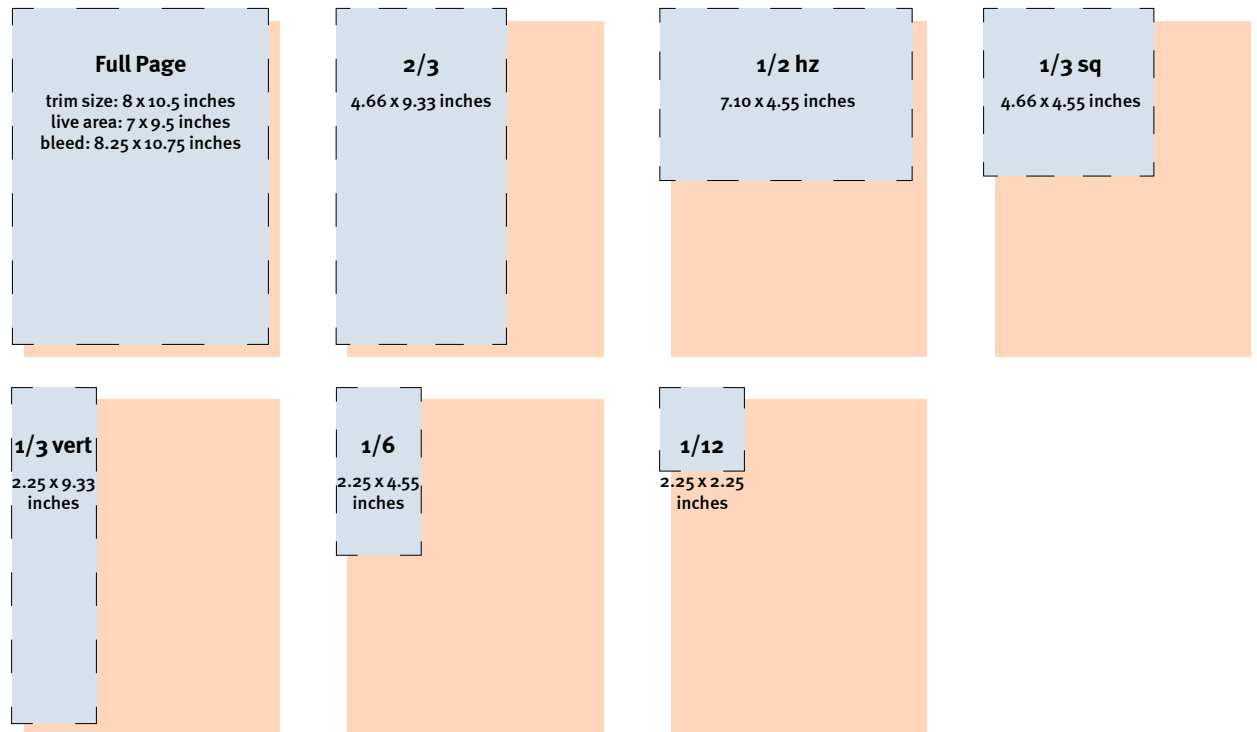 Full Page
trim size: 8 x 10.5 inches
live area: 7 x 9.5 inches
bleed: 8.25 x 10.75 inches
2/3
4.66 x 9.33 inches
1/2 hz
7.10 x 4.55 inches
1/3 sq
4.66 x 4.55 inches
1/3 vert
2.25 x 9.33
inches
1/6
2.25 x 4.55
inches
1/12
2.25 x 2.25
inches